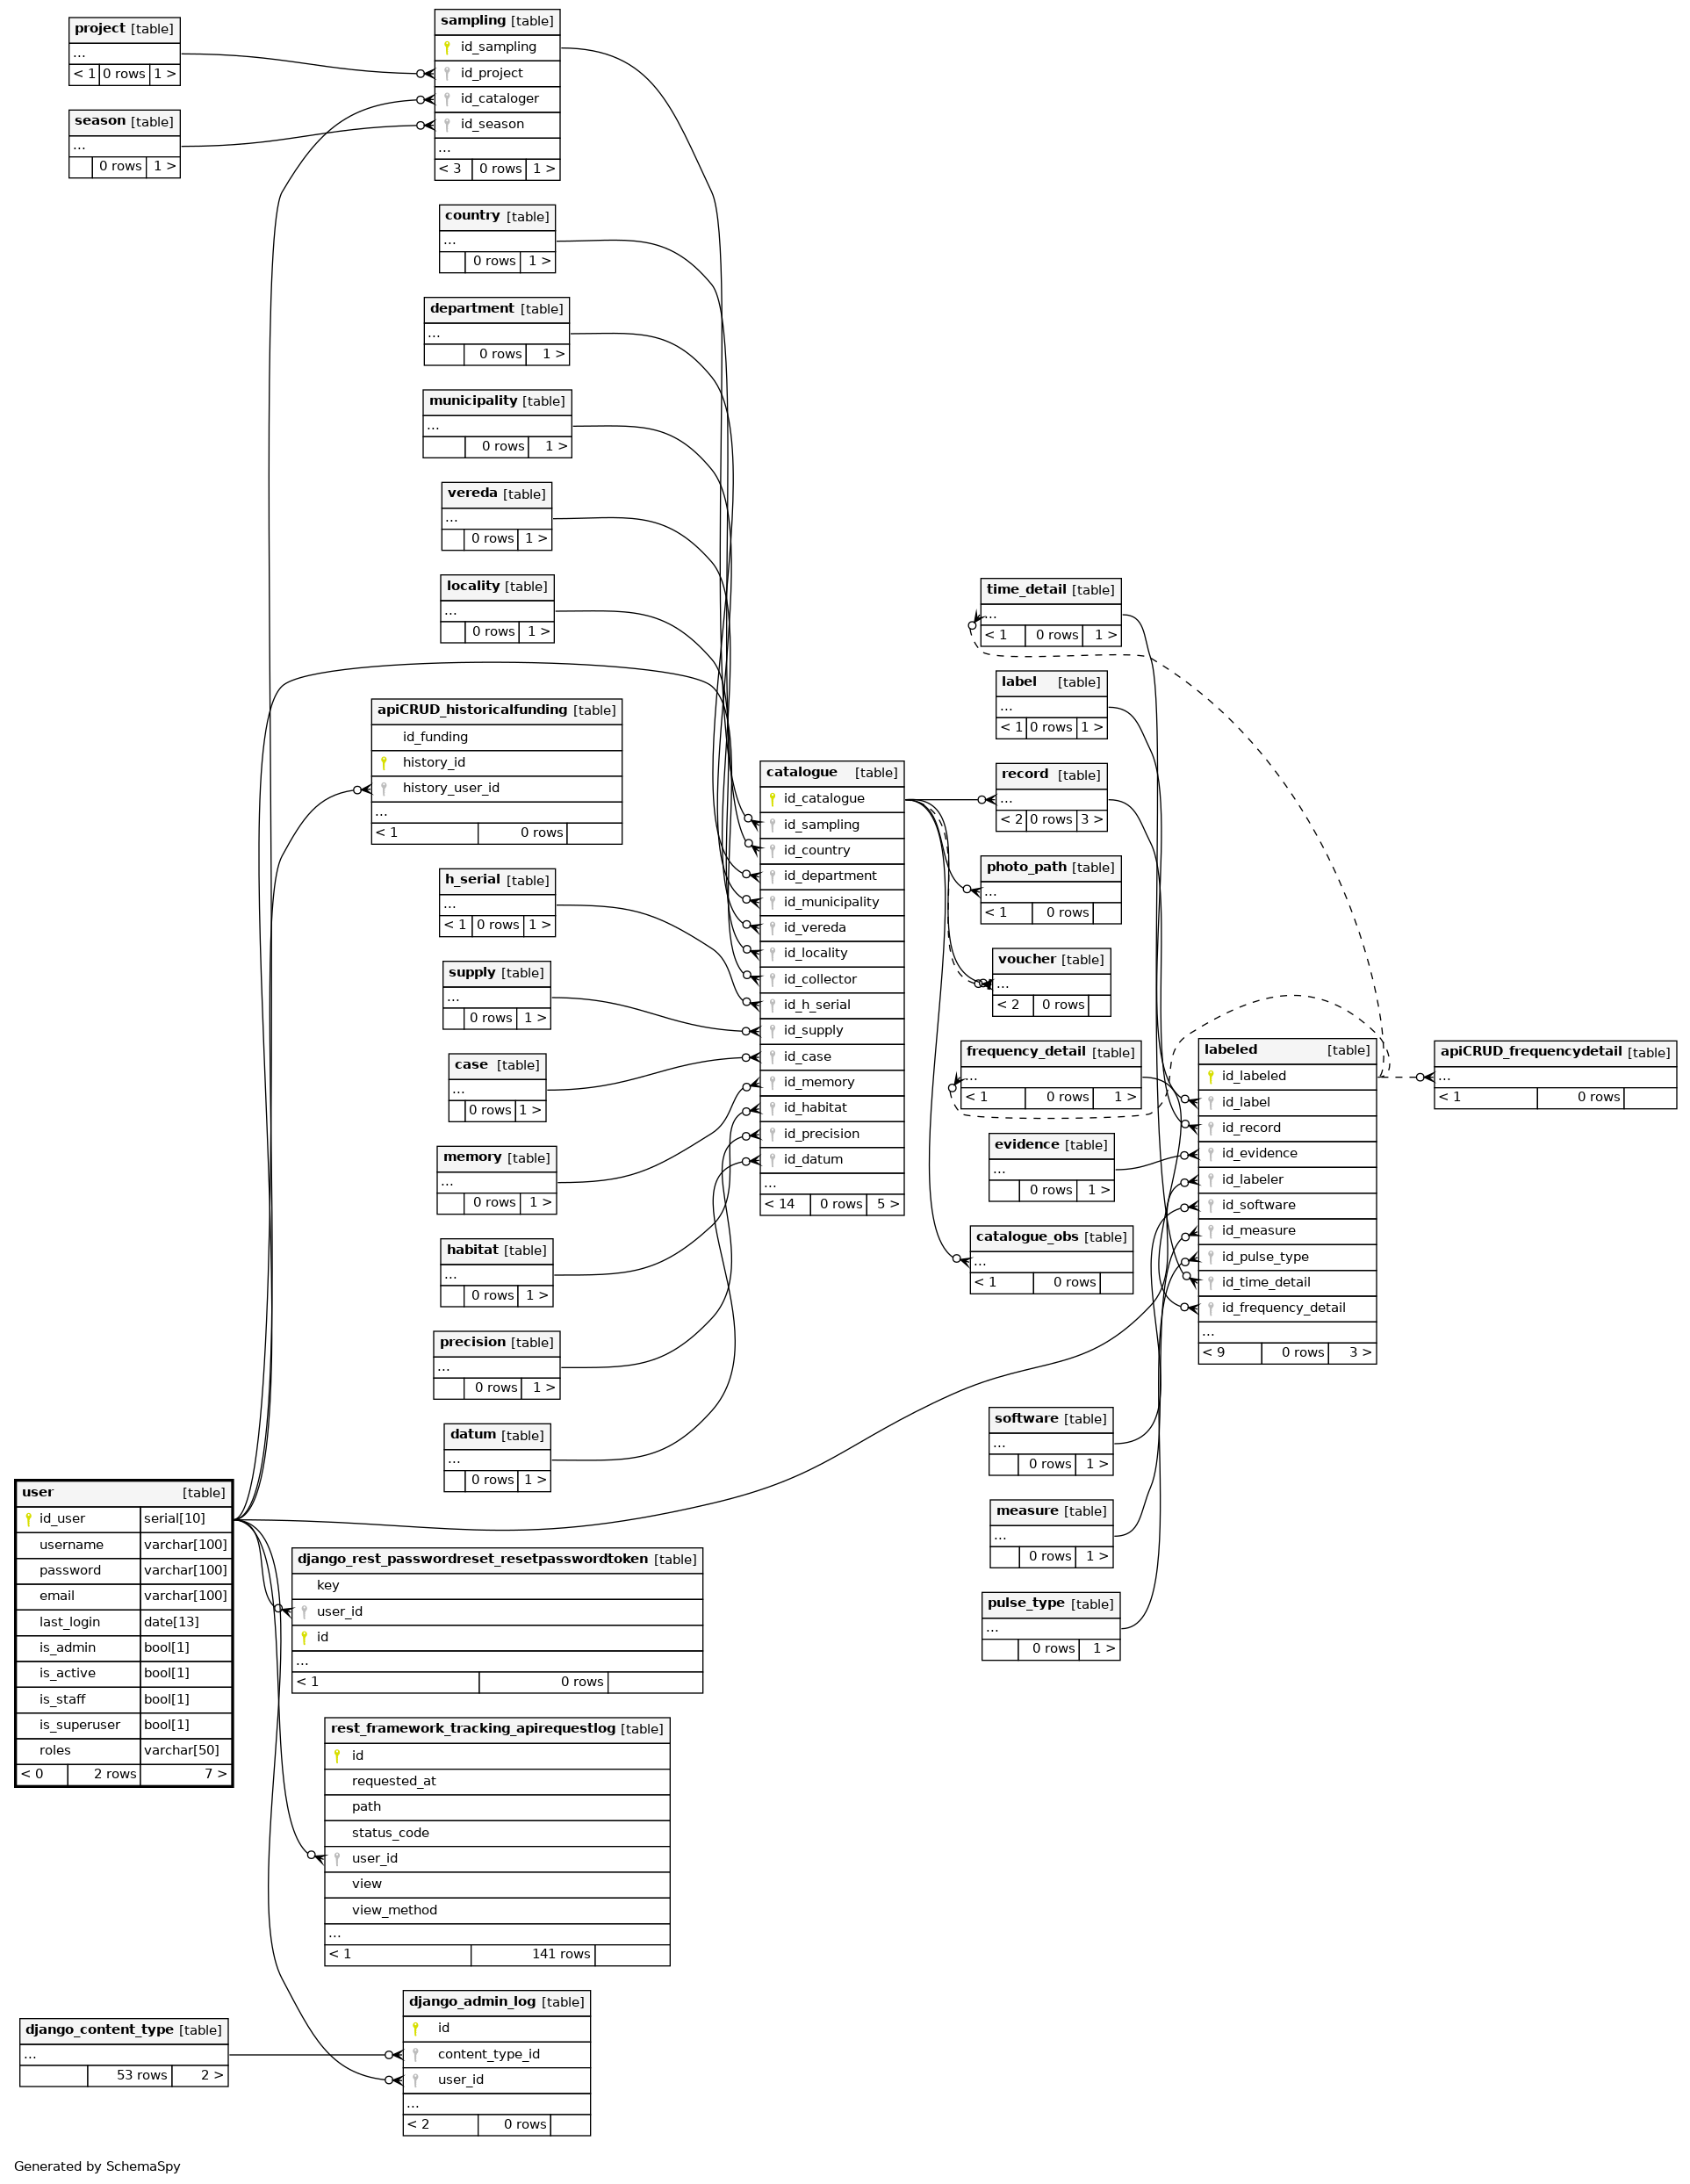 project [table]
...
< 1 0 rows 1 >
season [table]
...
0 rows 1 >
sampling [table]
id_sampling
id_project
id_cataloger
id_season
...
< 3 0 rows 1 >
country [table]
...
0 rows 1 >
department [table]
...
0 rows 1 >
municipality [table]
...
0 rows 1 >
vereda [table]
...
0 rows 1 >
locality [table]
...
0 rows 1 >
apiCRUD_historicalfunding [table]
id_funding
history_id
history_user_id
...
< 1 0 rows
h_serial [table]
...
< 1 0 rows 1 >
supply [table]
...
0 rows 1 >
case [table]
...
0 rows 1 >
memory [table]
...
0 rows 1 >
habitat [table]
...
0 rows 1 >
precision [table]
...
0 rows 1 >
datum [table]
...
0 rows 1 >
catalogue [table]
id_catalogue
id_sampling
id_country
id_department
id_municipality
id_vereda
id_locality
id_collector
id_h_serial
id_supply
id_case
id_memory
id_habitat
id_precision
id_datum
...
< 14 0 rows 5 >
time_detail [table]
...
< 1 0 rows 1 >
label [table]
...
< 1 0 rows 1 >
record [table]
...
< 2 0 rows 3 >
photo_path [table]
...
< 1 0 rows
voucher [table]
...
< 2 0 rows
frequency_detail [table]
...
< 1 0 rows 1 >
evidence [table]
...
0 rows 1 >
catalogue_obs [table]
...
< 1 0 rows
software [table]
...
0 rows 1 >
measure [table]
...
0 rows 1 >
pulse_type [table]
...
0 rows 1 >
labeled [table]
id_labeled
id_label
id_record
id_evidence
id_labeler
id_software
id_measure
id_pulse_type
id_time_detail
id_frequency_detail
...
< 9 0 rows 3 >
apiCRUD_frequencydetail [table]
...
< 1 0 rows
user [table]
id_user serial[10]
username varchar[100]
password varchar[100]
email varchar[100]
last_login date[13]
is_admin bool[1]
is_active bool[1]
is_staff bool[1]
is_superuser bool[1]
roles varchar[50]
< 0 2 rows 7 >
django_rest_passwordreset_resetpasswordtoken [table]
key
user_id
id
...
< 1 0 rows
rest_framework_tracking_apirequestlog [table]
id
requested_at
path
status_code
user_id
view
view_method
...
< 1 141 rows
django_content_type [table]
...
53 rows 2 >
django_admin_log [table]
id
content_type_id
user_id
...
< 2 0 rows
Generated by SchemaSpy